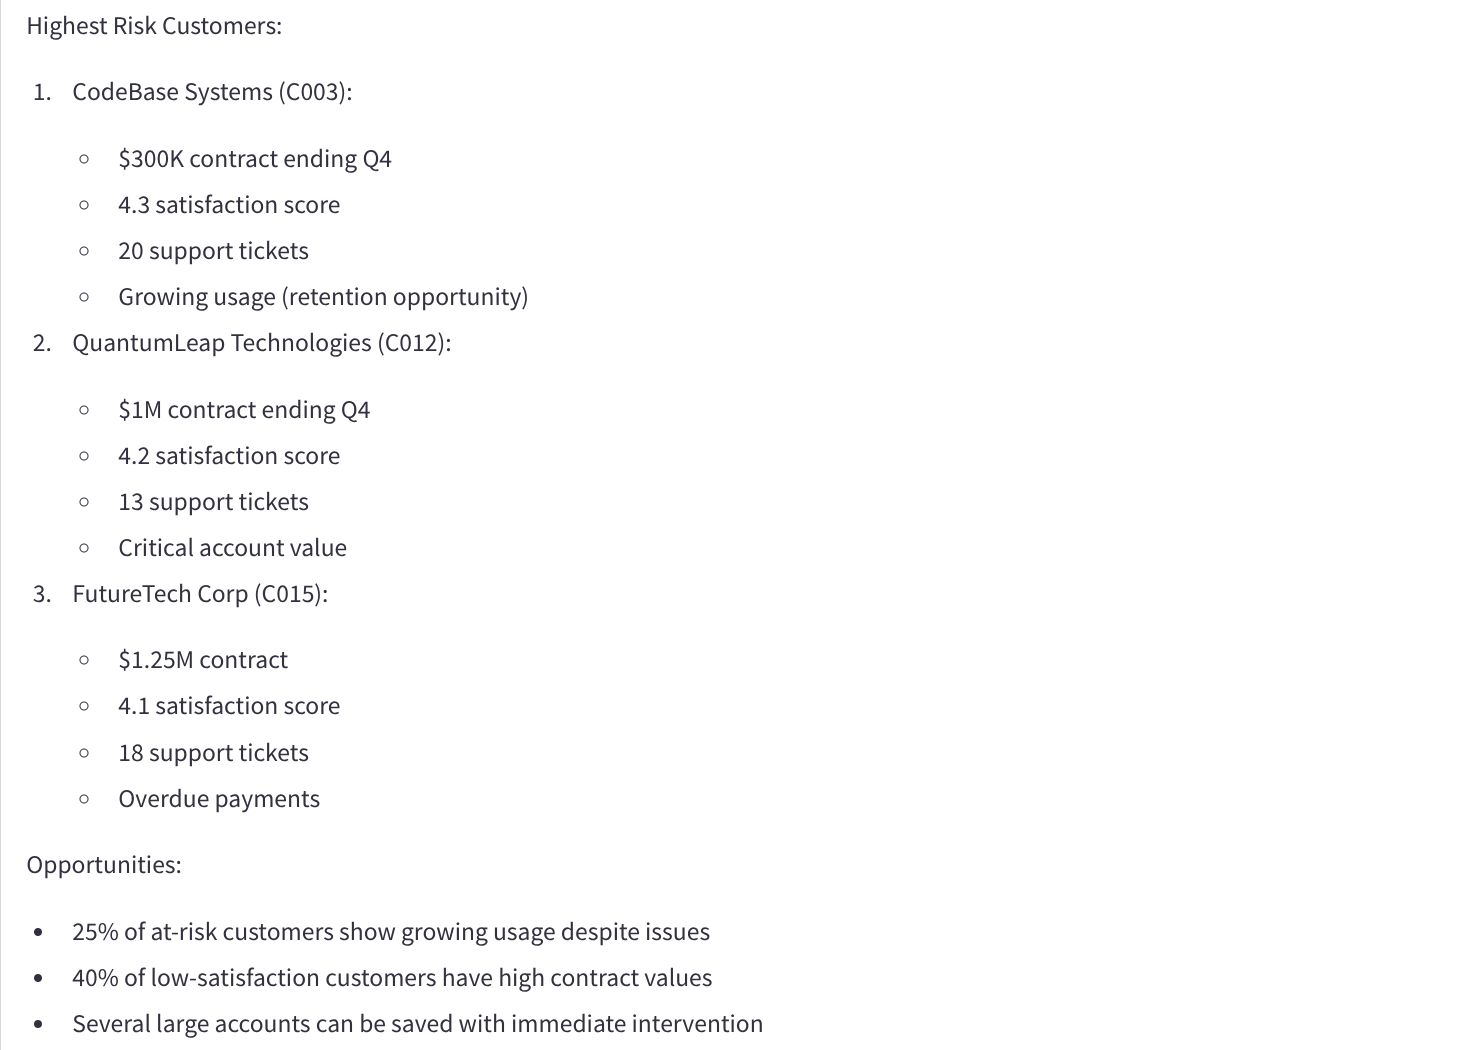 Highest Risk Customers:
1. CodeBase Systems (C003):
○ $300K contract ending Q4
○ 4.3 satisfaction score
○ 20 support tickets
○ Growing usage (retention opportunity)
2. QuantumLeap Technologies (C012):
○ $1M contract ending Q4
○ 4.2 satisfaction score
○ 13 support tickets
○ Critical account value
3. FutureTech Corp (C015):
○ $1.25M contract
○ 4.1 satisfaction score
○ 18 support tickets
○ Overdue payments
Opportunities:
• 25% of at-risk customers show growing usage despite issues
• 40% of low-satisfaction customers have high contract values
• Several large accounts can be saved with immediate intervention